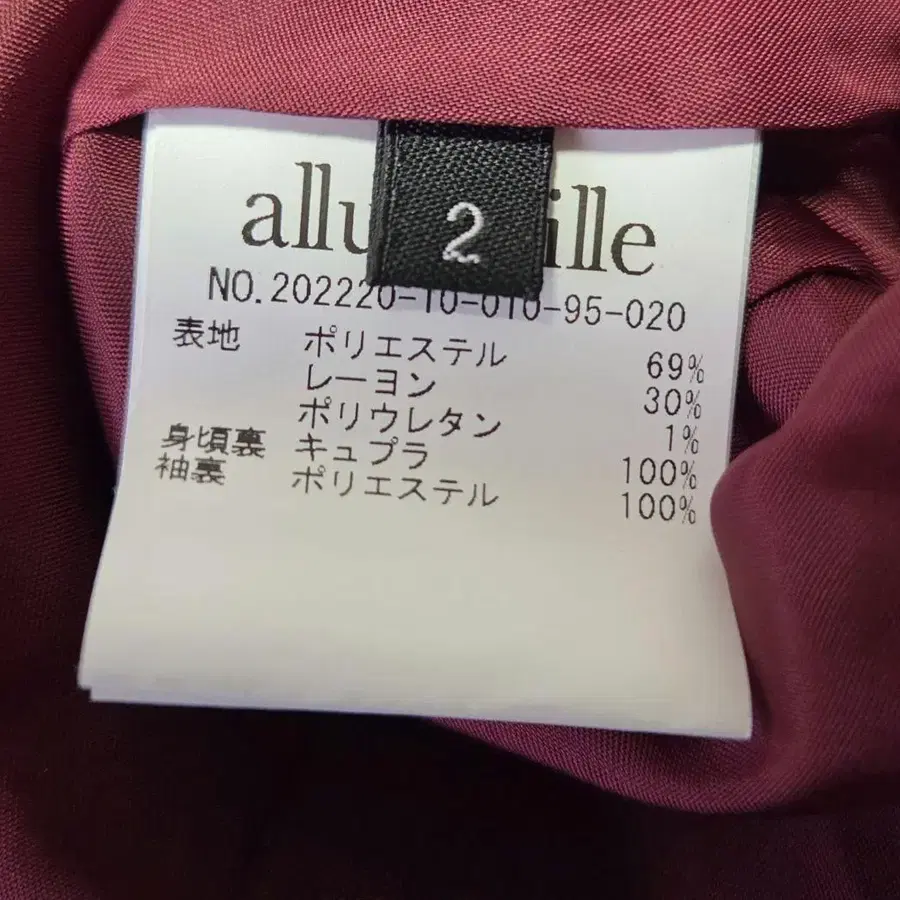 allu ille
2
NO.202220-10-010-95-020
表地 ポリエステル 69%
レーヨン 30%
ポリウレタン 1%
身頃裏 キュプラ 100%
袖裏 ポリエステル 100%